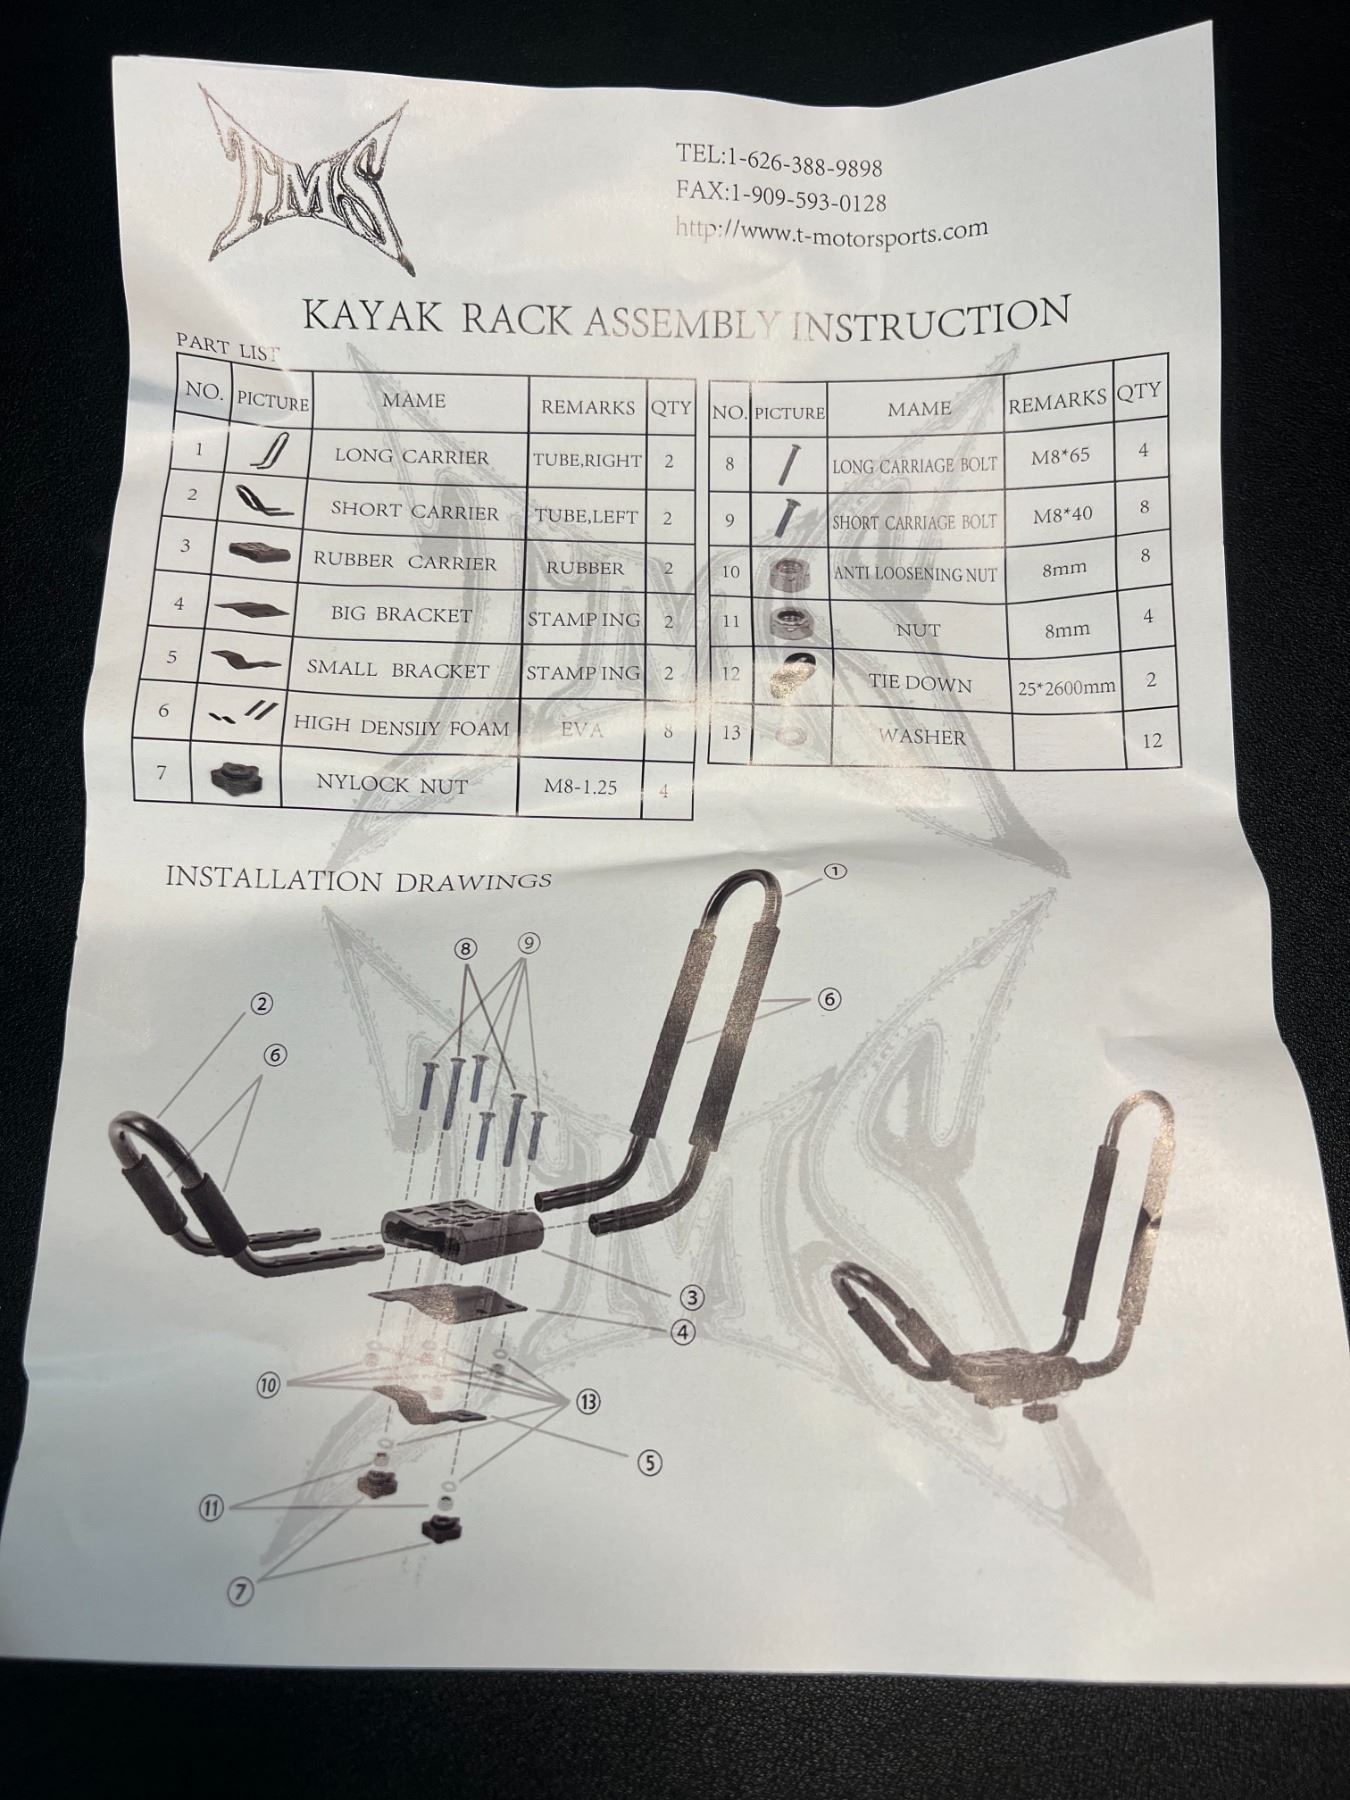 TMS
TEL:1-626-388-9898
FAX:1-909-593-0128
http://www.t-motorsports.com
KAYAK RACK ASSEMBLY INSTRUCTION
PART LIST
NO. PICTURE MAME REMARKS QTY
1 LONG CARRIER TUBE,RIGHT 2
2 SHORT CARRIER TUBE,LEFT 2
3 RUBBER CARRIER RUBBER 2
4 BIG BRACKET STAMPING 2
5 SMALL BRACKET STAMPING 2
6 HIGH DENSIIY FOAM EVA 8
7 NYLOCK NUT M8-1.25 4
NO. PICTURE MAME REMARKS QTY
8 LONG CARRIAGE BOLT M8*65 4
9 SHORT CARRIAGE BOLT M8*40 8
10 ANTI LOOSENING NUT 8mm 8
11 NUT 8mm 4
12 TIE DOWN 25*2600mm 2
13 WASHER 12
INSTALLATION DRAWINGS
①
⑧ ⑨
② ⑥
⑥
③
④
⑩ ⑬
⑤
⑪
⑦
TMS
TMS